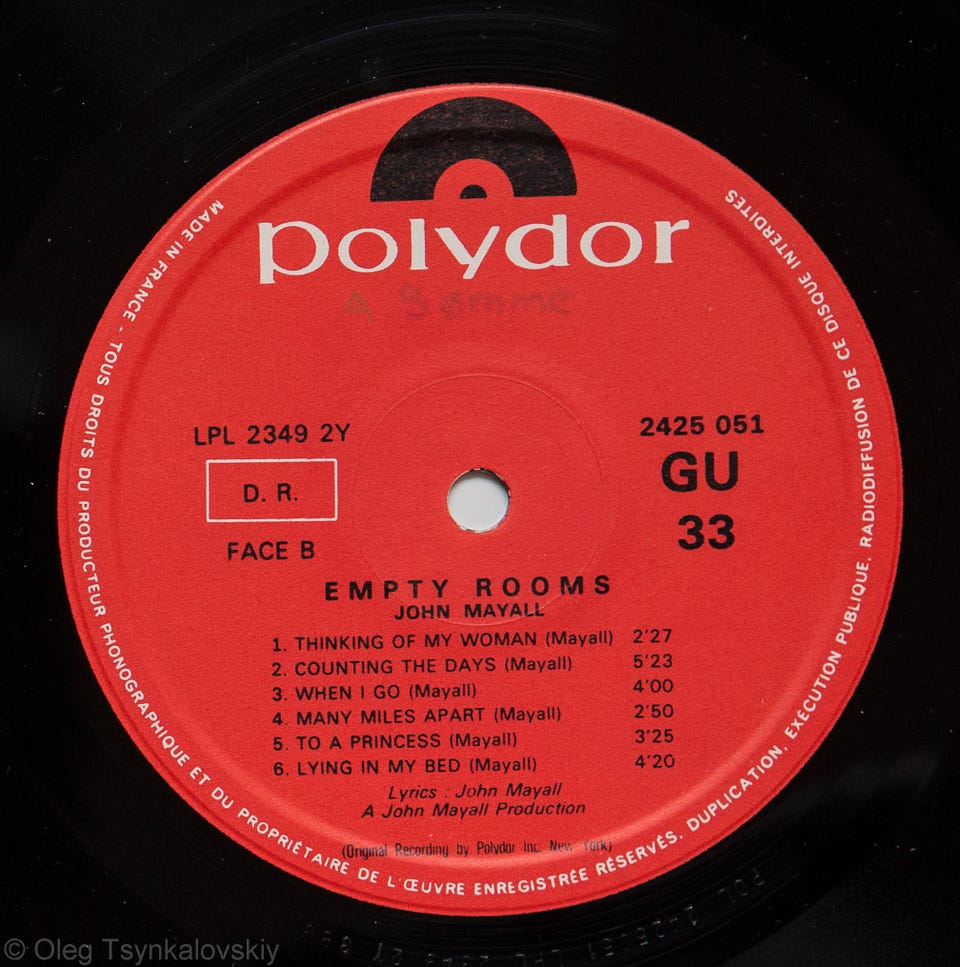 polydor
MADE IN FRANCE - TOUS DROITS DU PRODUCTEUR PHONOGRAPHIQUE ET DU PROPRIÉTAIRE DE L'ŒUVRE ENREGISTRÉE RÉSERVÉS. DUPLICATION, EXÉCUTION PUBLIQUE, RADIODIFFUSION DE CE DISQUE INTERDITES
LPL 2349 2Y
D. R.
FACE B
2425 051
GU
33
EMPTY ROOMS
JOHN MAYALL
1. THINKING OF MY WOMAN (Mayall) 2'27
2. COUNTING THE DAYS (Mayall) 5'23
3. WHEN I GO (Mayall) 4'00
4. MANY MILES APART (Mayall) 2'50
5. TO A PRINCESS (Mayall) 3'25
6. LYING IN MY BED (Mayall) 4'20
Lyrics : John Mayall
A John Mayall Production
(Original Recording by Polydor Inc. New York)
© Oleg Tsynkalovskiy